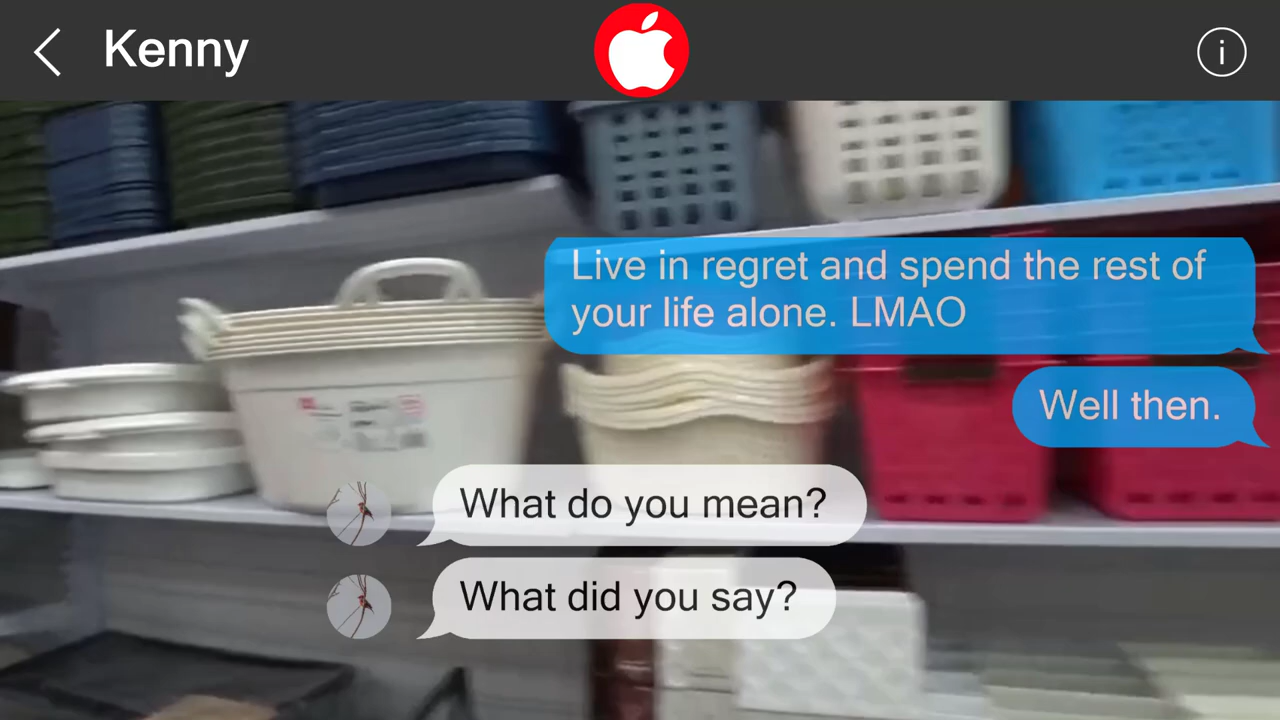 Kenny
i
Live in regret and spend the rest of
your life alone. LMAO
Well then.
What do you mean?
What did you say?